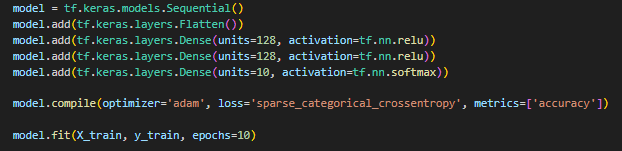 model = tf.keras.models.Sequential()
model.add(tf.keras.layers.Flatten())
model.add(tf.keras.layers.Dense(units=128, activation=tf.nn.relu))
model.add(tf.keras.layers.Dense(units=128, activation=tf.nn.relu))
model.add(tf.keras.layers.Dense(units=10, activation=tf.nn.softmax))
model.compile(optimizer='adam', loss='sparse_categorical_crossentropy', metrics=['accuracy'])
model.fit(X_train, y_train, epochs=10)